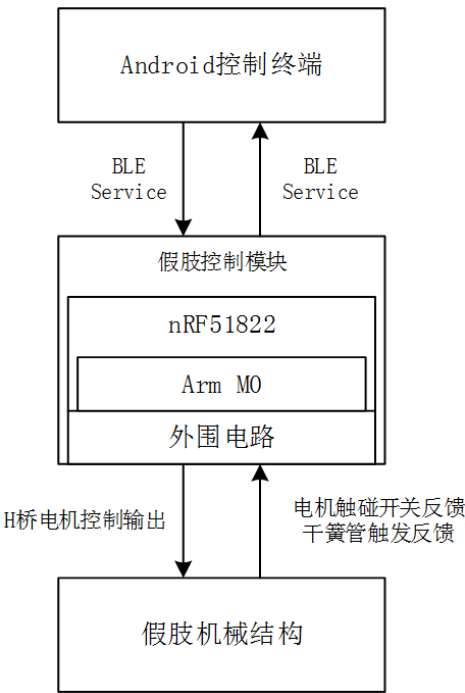 Android控制终端
BLE
Service
BLE
Service
假肢控制模块
nRF51822
Arm M0
外围电路
H桥电机控制输出
电机触碰开关反馈
干簧管触发反馈
假肢机械结构